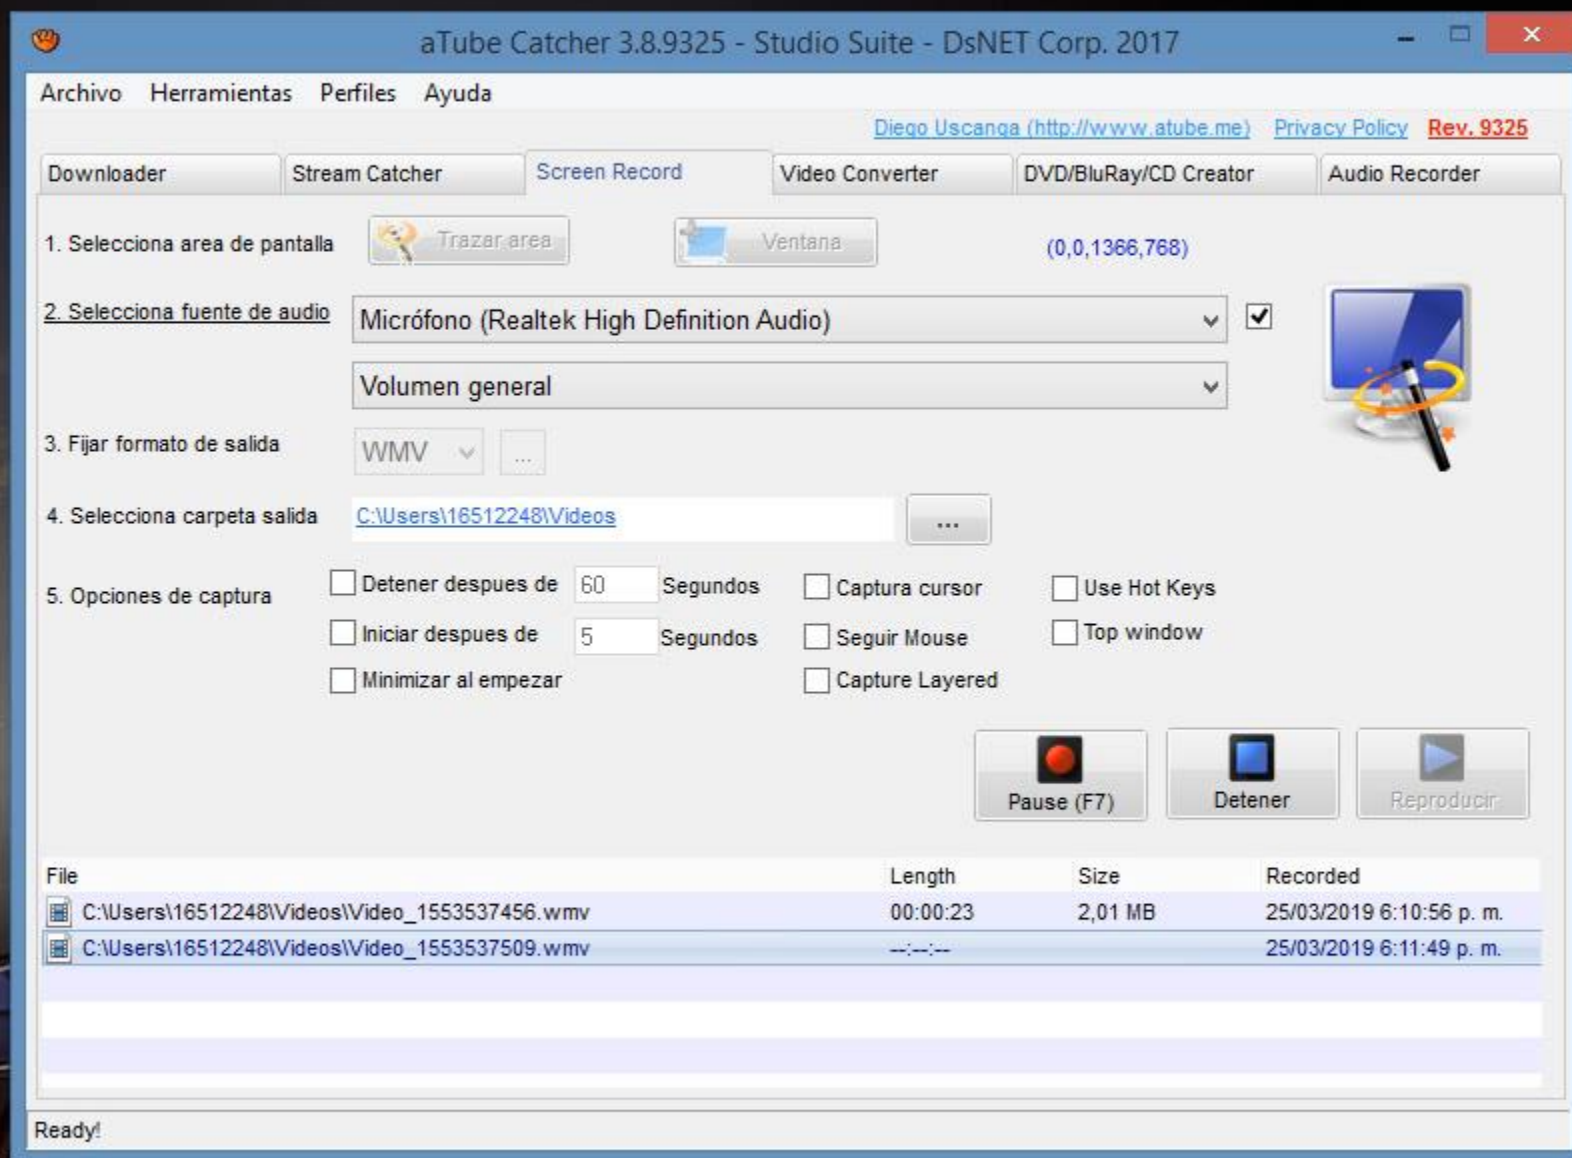 aTube Catcher 3.8.9325 - Studio Suite - DsNET Corp. 2017
Archivo Herramientas Perfiles Ayuda
Diego Uscanga (http://www.atube.me) Privacy Policy Rev. 9325
Downloader Stream Catcher Screen Record Video Converter DVD/BluRay/CD Creator Audio Recorder
1. Selecciona area de pantalla Trazar area Ventana (0,0,1366,768)
2. Selecciona fuente de audio Micrófono (Realtek High Definition Audio)
Volumen general
3. Fijar formato de salida WMV ...
4. Selecciona carpeta salida C:\Users\16512248\Videos ...
5. Opciones de captura Detener despues de 60 Segundos Captura cursor Use Hot Keys
Iniciar despues de 5 Segundos Seguir Mouse Top window
Minimizar al empezar Capture Layered
Pause (F7) Detener Reproducir
File Length Size Recorded
C:\Users\16512248\Videos\Video_1553537456.wmv 00:00:23 2,01 MB 25/03/2019 6:10:56 p. m.
C:\Users\16512248\Videos\Video_1553537509.wmv --:--:-- 25/03/2019 6:11:49 p. m.
Ready!